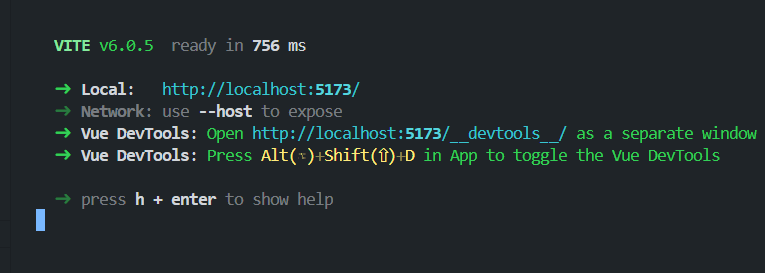 VITE v6.0.5 ready in 756 ms
➜ Local: http://localhost:5173/
➜ Network: use --host to expose
➜ Vue DevTools: Open http://localhost:5173/__devtools__/ as a separate window
➜ Vue DevTools: Press Alt(⌥)+Shift(⇧)+D in App to toggle the Vue DevTools
➜ press h + enter to show help